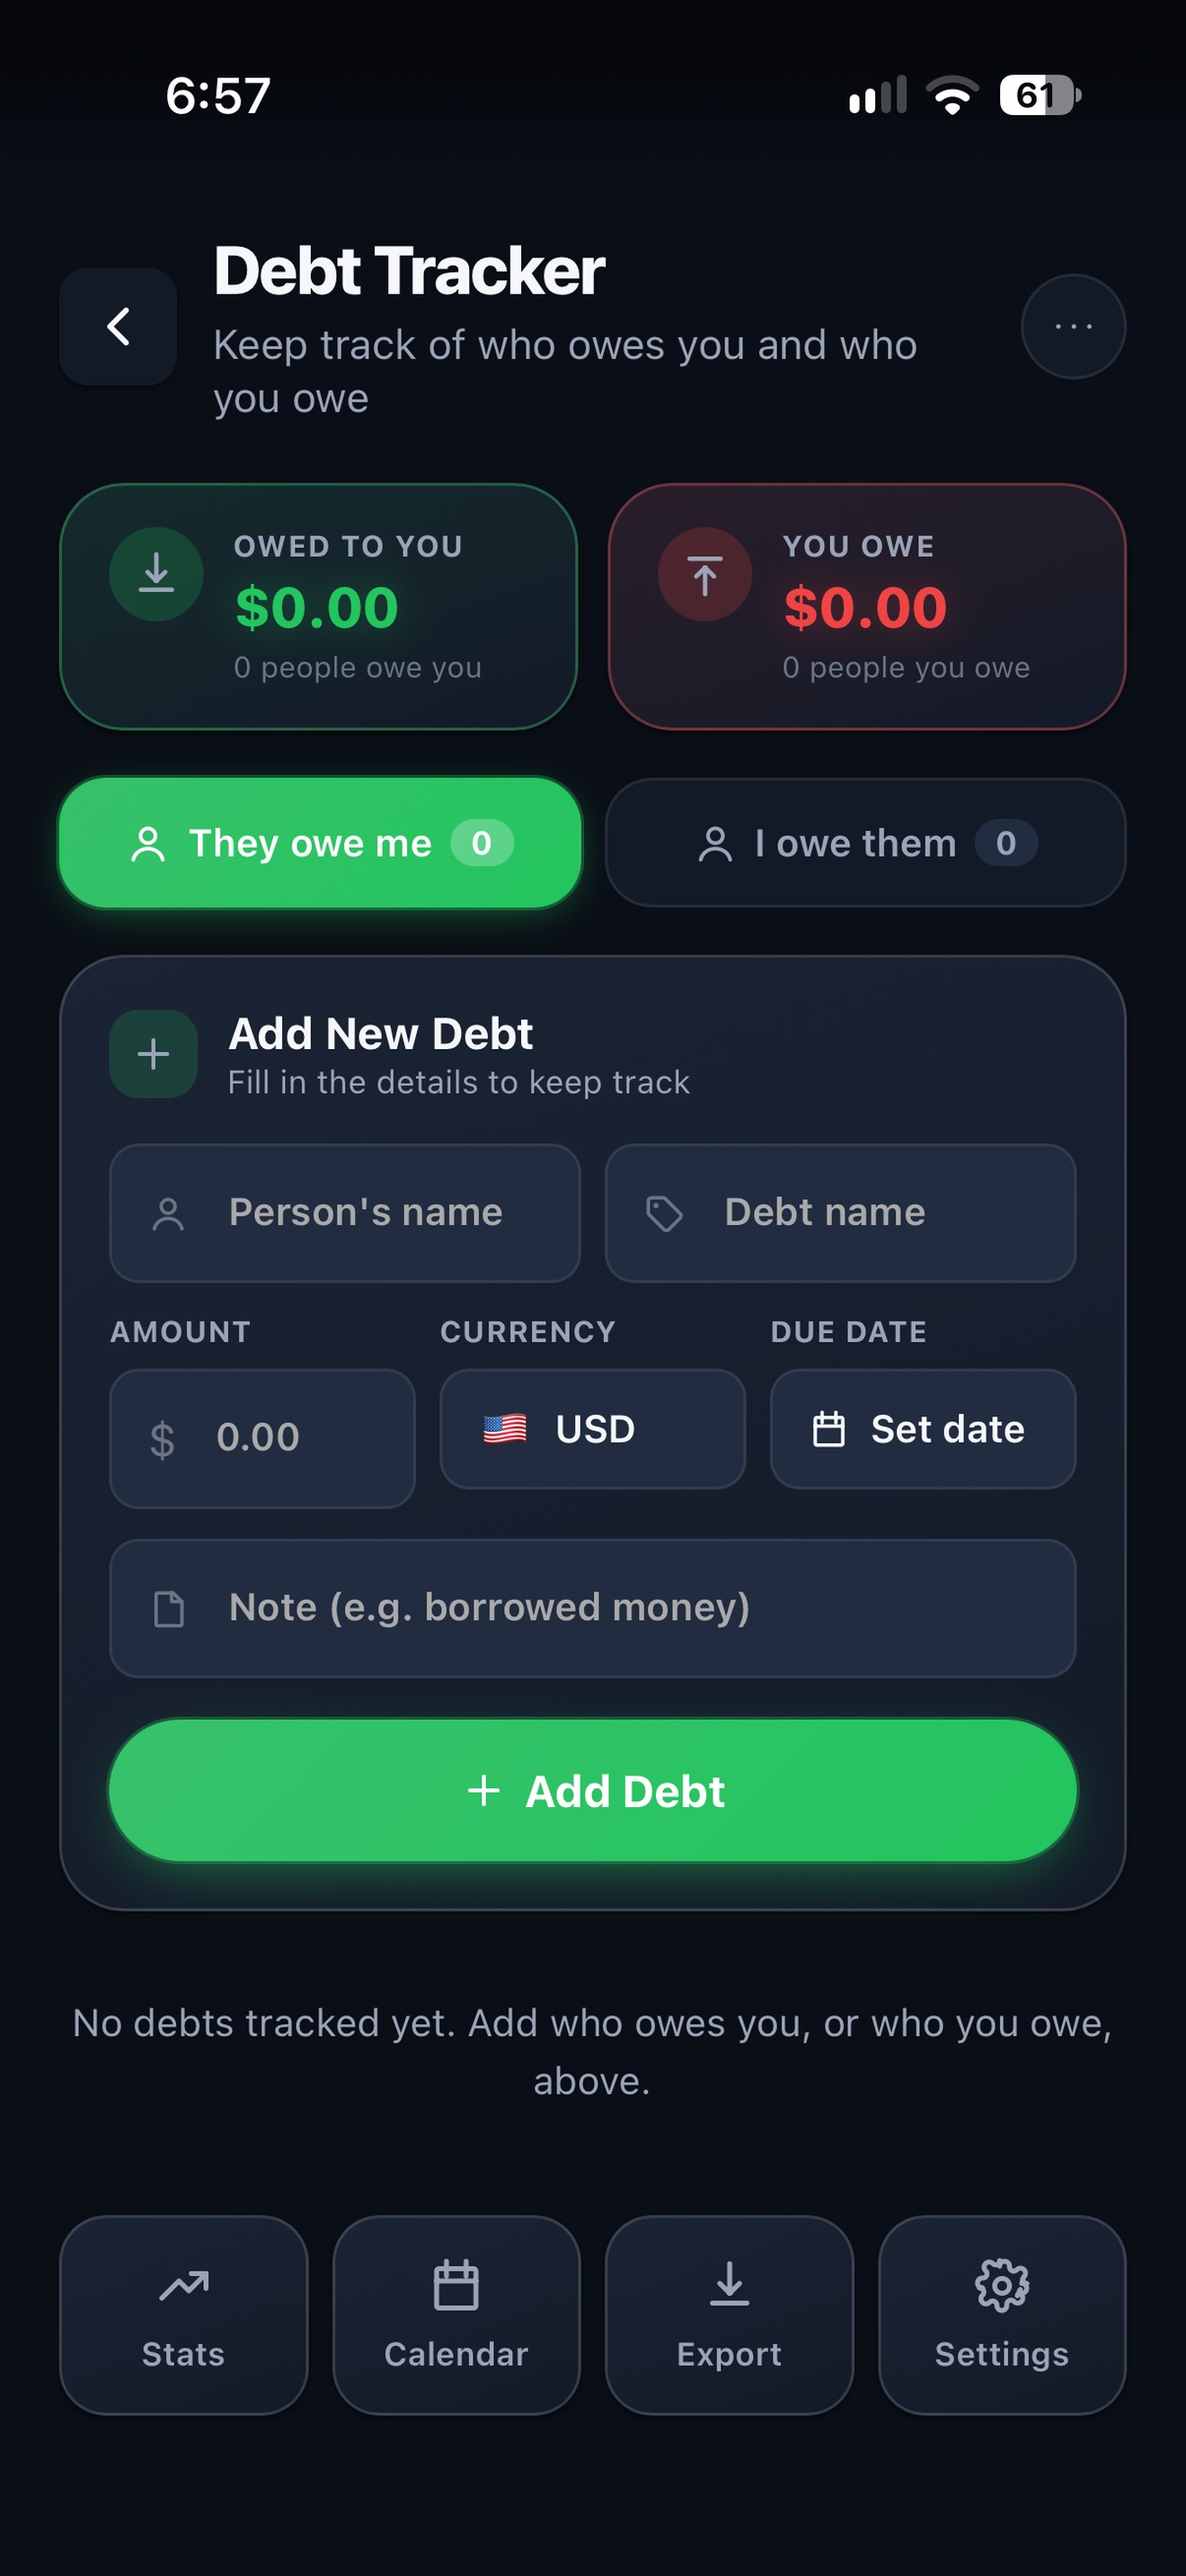 6:57
61
Debt Tracker
Keep track of who owes you and who
you owe
...
OWED TO YOU
$0.00
0 people owe you
YOU OWE
$0.00
0 people you owe
They owe me 0
I owe them 0
Add New Debt
Fill in the details to keep track
Person's name
Debt name
AMOUNT
CURRENCY
DUE DATE
$ 0.00
USD
Set date
Note (e.g. borrowed money)
+ Add Debt
No debts tracked yet. Add who owes you, or who you owe,
above.
Stats
Calendar
Export
Settings